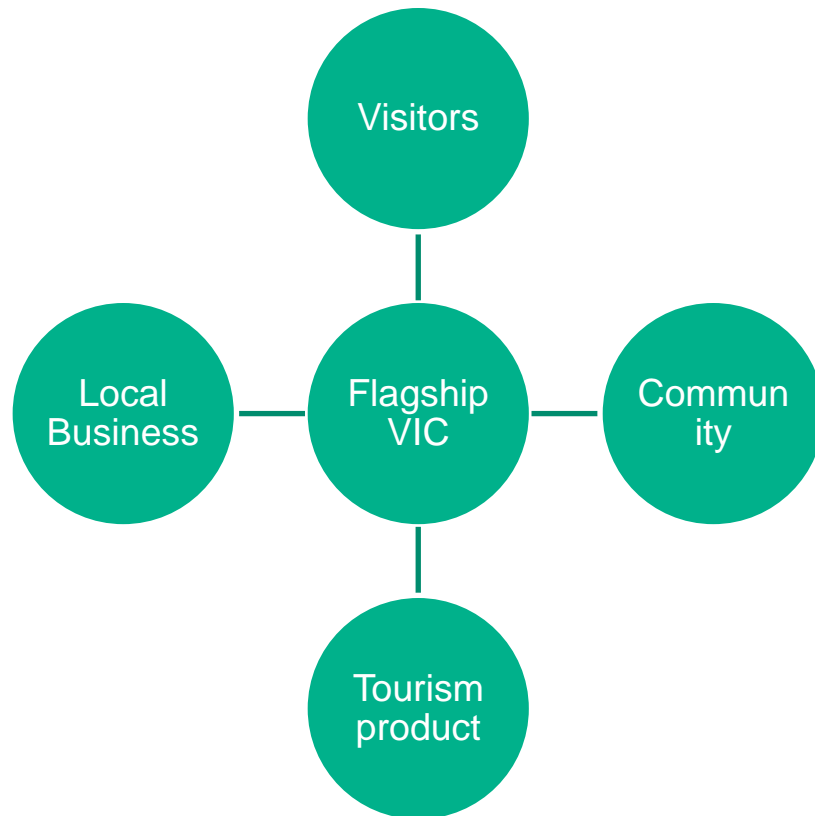 Visitors
Local
Business
Flagship
VIC
Commun
ity
Tourism
product